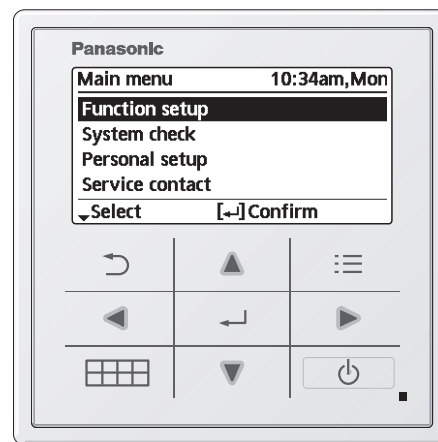 Panasonic
Main menu 10:34am,Mon
Function setup
System check
Personal setup
Service contact
Select [↵]Confirm